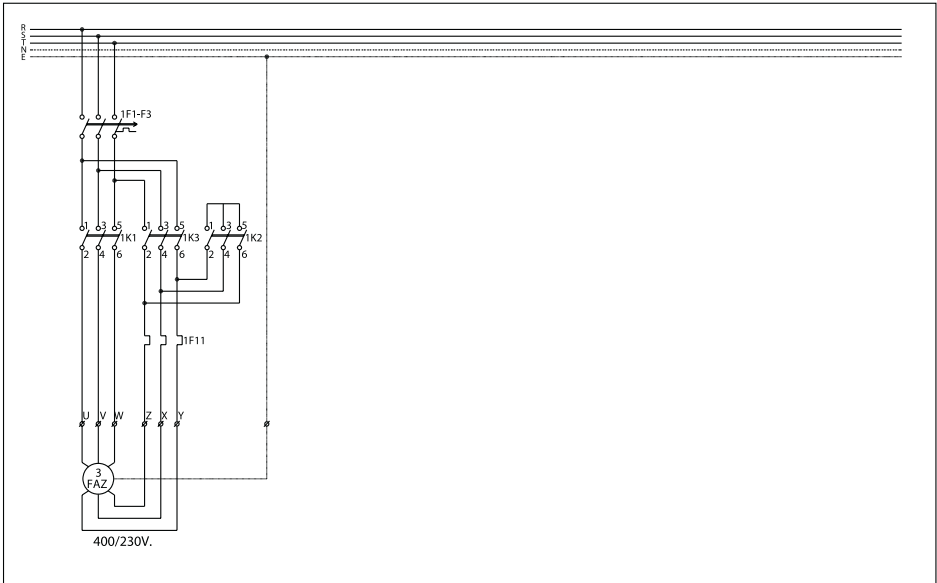 R
S
T
N
E
1F1-F3
1 3 5 1 3 5 1 3 5
1K1 1K3 1K2
2 4 6 2 4 6 2 4 6
1F11
U V W Z X Y
3
FAZ
400/230V.